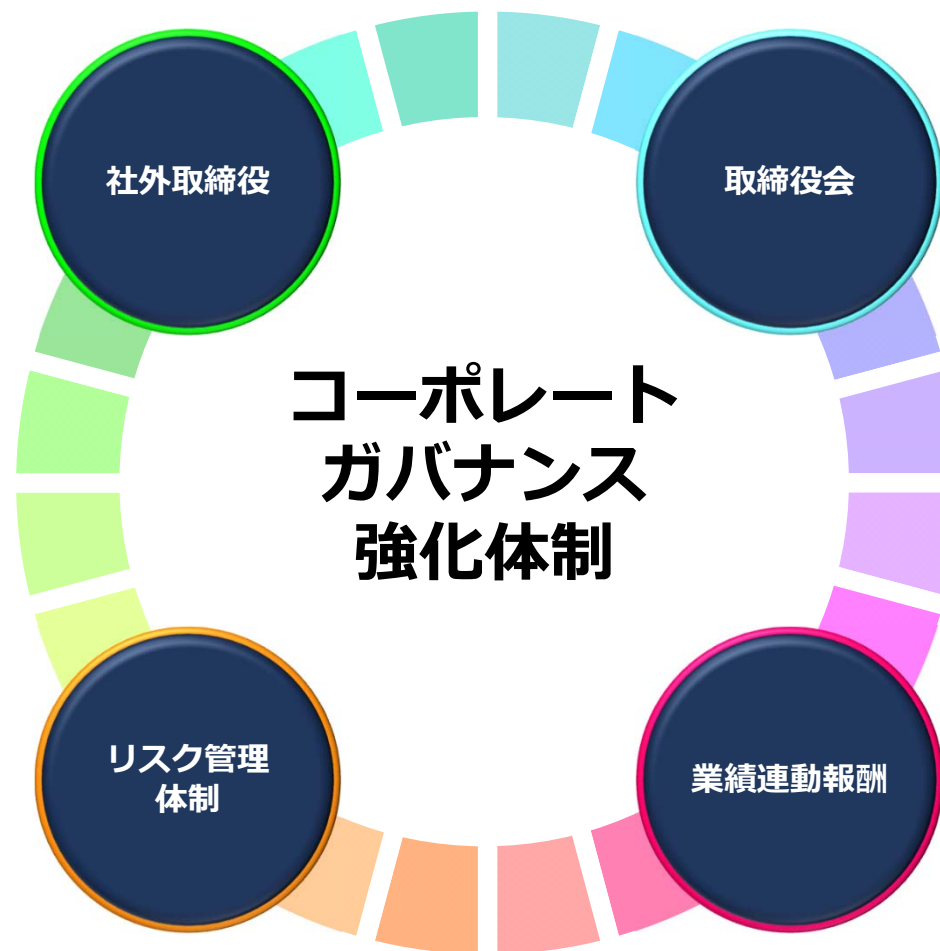 社外取締役
取締役会
コーポレート
ガバナンス
強化体制
リスク管理
体制
業績連動報酬